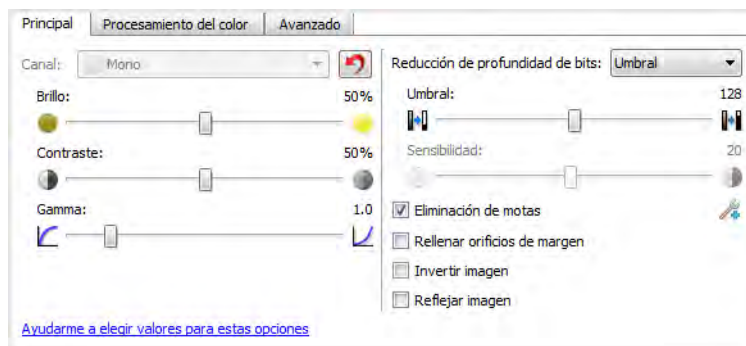 Principal Procesamiento del color Avanzado
Canal: Mono
Brillo: 50%
Contraste: 50%
Gamma: 1.0
Ayudarme a elegir valores para estas opciones
Reducción de profundidad de bits: Umbral
Umbral: 128
Sensibilidad: 20
Eliminación de motas
Rellenar orificios de margen
Invertir imagen
Reflejar imagen